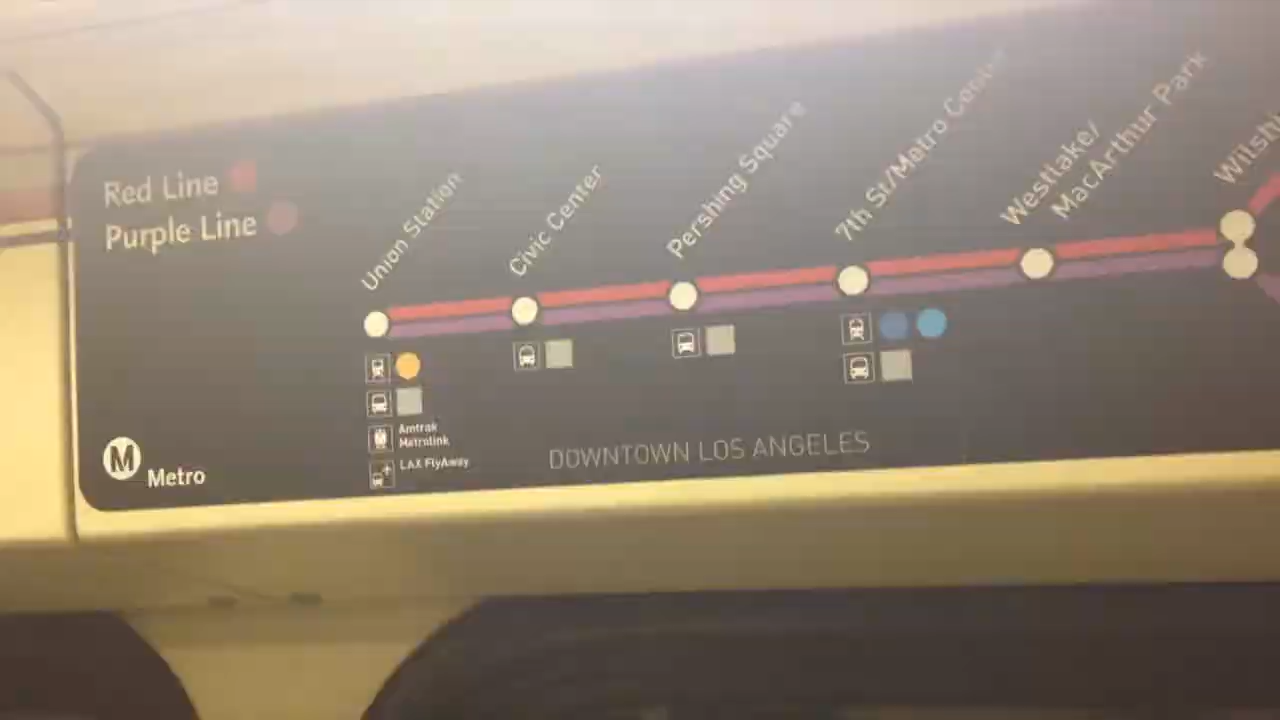 Red Line
Purple Line
Union Station
Civic Center
Pershing Square
7th St/Metro Center
Westlake/
MacArthur Park
Amtrak
Metrolink
LAX FlyAway
DOWNTOWN LOS ANGELES
M
Metro